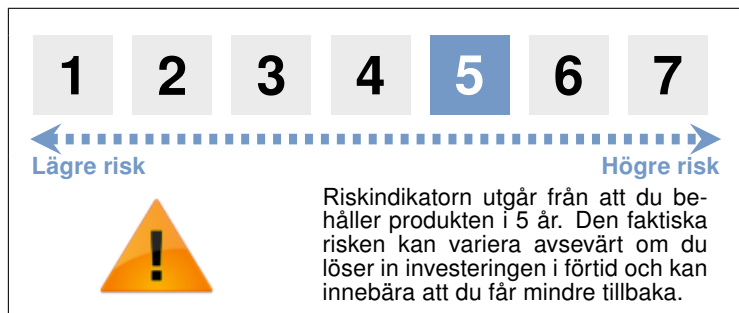 1 2 3 4 5 6 7
Lägre risk Högre risk
!
Riskindikatorn utgår från att du be-
håller produkten i 5 år. Den faktiska
risken kan variera avsevärt om du
löser in investeringen i förtid och kan
innebära att du får mindre tillbaka.